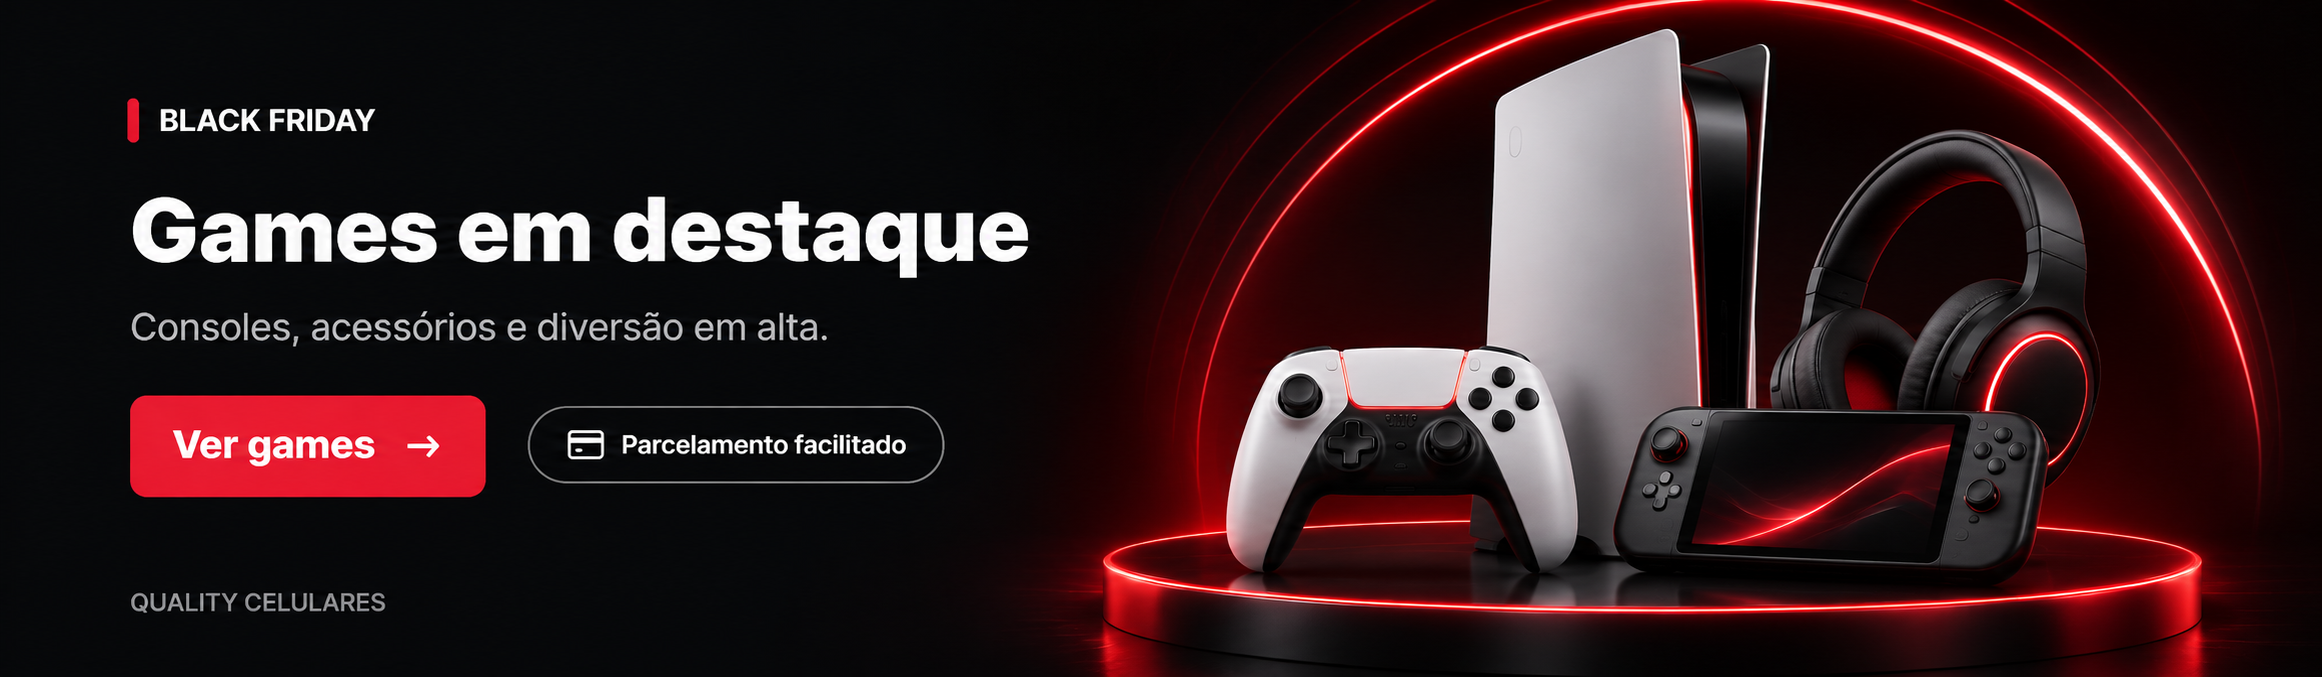 BLACK FRIDAY
Games em destaque
Consoles, acessórios e diversão em alta.
Ver games →
Parcelamento facilitado
QUALITY CELULARES